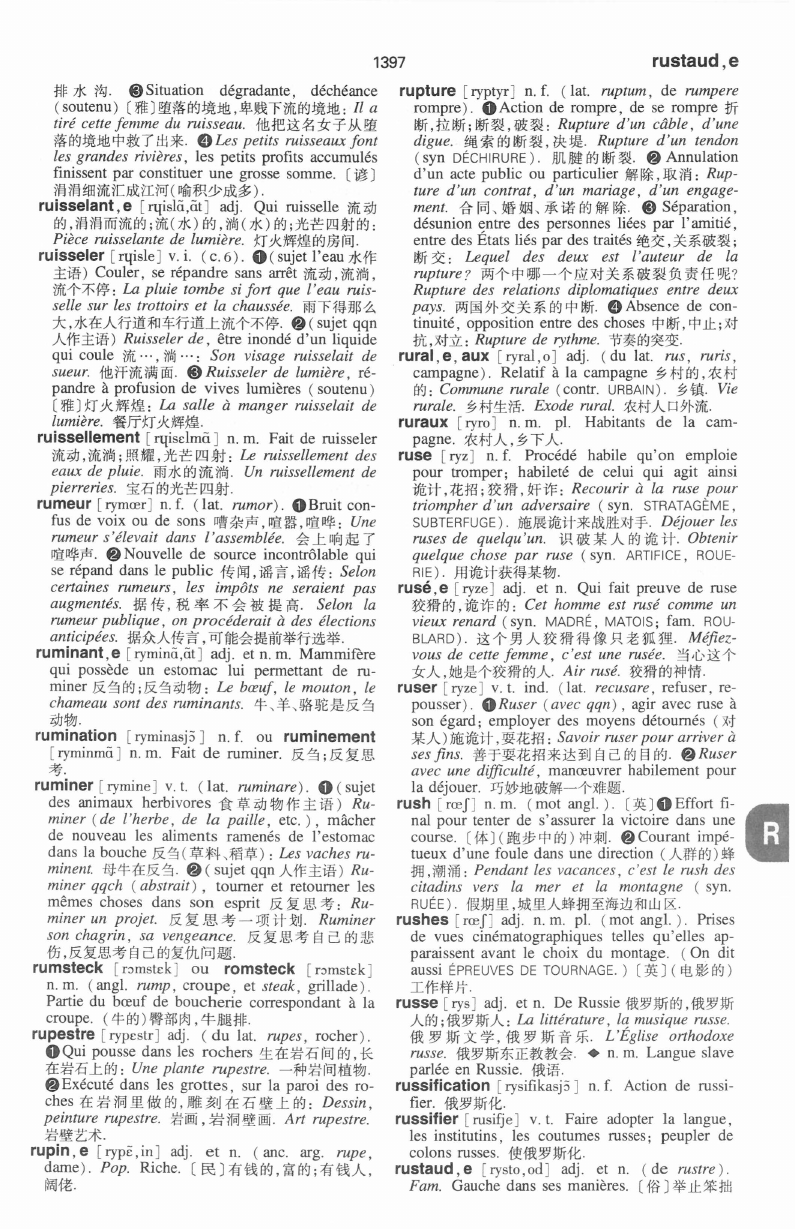 1397
rustaud,e
排 水 沟. ❸Situation dégradante, déchéance
(soutenu)〔雅〕堕落的境地,卑贱下流的境地: Il a
tiré cette femme du ruisseau. 他把这名女子从堕
落的境地中救了出来. ❹Les petits ruisseaux font
les grandes rivières, les petits profits accumulés
finissent par constituer une grosse somme. 〔谚〕
涓涓细流汇成江河(喻积少成多).
ruisselant,e [rɥislɑ̃,ɑ̃t] adj. Qui ruisselle 流动
的,涓涓而流的;流(水)的,淌(水)的;光芒四射的:
Pièce ruisselante de lumière. 灯火辉煌的房间.
ruisseler [rɥisle] v. i. (c. 6). ❶(sujet l'eau 水作
主语) Couler, se répandre sans arrêt 流动,流淌,
流个不停: La pluie tombe si fort que l'eau ruis-
selle sur les trottoirs et la chaussée. 雨下得那么
大,水在人行道和车行道上流个不停. ❷(sujet qqn
人作主语) Ruisseler de, être inondé d'un liquide
qui coule 流…,淌…: Son visage ruisselait de
sueur. 他汗流满面. ❸Ruisseler de lumière, ré-
pandre à profusion de vives lumières (soutenu)
〔雅〕灯火辉煌: La salle à manger ruisselait de
lumière. 餐厅灯火辉煌.
ruissellement [rɥisɛlmɑ̃] n. m. Fait de ruisseler
流动,流淌;照耀,光芒四射: Le ruissellement des
eaux de pluie. 雨水的流淌. Un ruissellement de
pierreries. 宝石的光芒四射.
rumeur [rymœr] n. f. (lat. rumor). ❶Bruit con-
fus de voix ou de sons 嘈杂声,喧嚣,喧哗: Une
rumeur s'élevait dans l'assemblée. 会上响起了
喧哗声. ❷Nouvelle de source incontrôlable qui
se répand dans le public 传闻,谣言,谣传: Selon
certaines rumeurs, les impôts ne seraient pas
augmentés. 据传,税率不会被提高. Selon la
rumeur publique, on procéderait à des élections
anticipées. 据众人传言,可能会提前举行选举.
ruminant,e [ryminɑ̃,ɑ̃t] adj. et n. m. Mammifère
qui possède un estomac lui permettant de ru-
miner 反刍的;反刍动物: Le bœuf, le mouton, le
chameau sont des ruminants. 牛、羊、骆驼是反刍
动物.
rumination [ryminasjɔ̃] n. f. ou ruminement
[ryminmɑ̃] n. m. Fait de ruminer. 反刍;反复思
考.
ruminer [rymine] v. t. (lat. ruminare). ❶(sujet
des animaux herbivores 食草动物作主语) Ru-
miner (de l'herbe, de la paille, etc.), mâcher
de nouveau les aliments ramenés de l'estomac
dans la bouche 反刍(草料、稻草): Les vaches ru-
minent. 母牛在反刍. ❷(sujet qqn 人作主语) Ru-
miner qqch (abstrait), tourner et retourner les
mêmes choses dans son esprit 反复思考: Ru-
miner un projet. 反复思考一项计划. Ruminer
son chagrin, sa vengeance. 反复思考自己的悲
伤,反复思考自己的复仇问题.
rumsteck [rɔmstɛk] ou romsteck [rɔmstɛk]
n. m. (angl. rump, croupe, et steak, grillade).
Partie du bœuf de boucherie correspondant à la
croupe. (牛的)臀部肉,牛腿排.
rupestre [rypɛstr] adj. (du lat. rupes, rocher).
❶Qui pousse dans les rochers 生在岩石间的,长
在岩石上的: Une plante rupestre. 一种岩间植物.
❷Exécuté dans les grottes, sur la paroi des ro-
ches 在岩洞里做的,雕刻在石壁上的: Dessin,
peinture rupestre. 岩画,岩洞壁画. Art rupestre.
岩壁艺术.
rupin,e [rypɛ̃,in] adj. et n. (anc. arg. rupe,
dame). Pop. Riche. 〔民〕有钱的,富的;有钱人,
阔佬.
rupture [ryptyr] n. f. (lat. ruptum, de rumpere
rompre). ❶Action de rompre, de se rompre 折
断,拉断;断裂,破裂: Rupture d'un câble, d'une
digue. 绳索的断裂,决堤. Rupture d'un tendon
(syn DÉCHIRURE). 肌腱的断裂. ❷ Annulation
d'un acte public ou particulier 解除,取消: Rup-
ture d'un contrat, d'un mariage, d'un engage-
ment. 合同、婚姻、承诺的解除. ❸ Séparation,
désunion entre des personnes liées par l'amitié,
entre des États liés par des traités 绝交,关系破裂;
断交: Lequel des deux est l'auteur de la
rupture? 两个中哪一个应对关系破裂负责任呢?
Rupture des relations diplomatiques entre deux
pays. 两国外交关系的中断. ❹Absence de con-
tinuité, opposition entre des choses 中断,中止;对
抗,对立: Rupture de rythme. 节奏的突变.
rural,e,aux [ryral,o] adj. (du lat. rus, ruris,
campagne). Relatif à la campagne 乡村的,农村
的: Commune rurale (contr. URBAIN). 乡镇. Vie
rurale. 乡村生活. Exode rural. 农村人口外流.
ruraux [ryro] n. m. pl. Habitants de la cam-
pagne. 农村人,乡下人.
ruse [ryz] n. f. Procédé habile qu'on emploie
pour tromper; habileté de celui qui agit ainsi
诡计,花招;狡猾,奸诈: Recourir à la ruse pour
triompher d'un adversaire (syn. STRATAGÈME,
SUBTERFUGE). 施展诡计来战胜对手. Déjouer les
ruses de quelqu'un. 识破某人的诡计. Obtenir
quelque chose par ruse (syn. ARTIFICE, ROUE-
RIE). 用诡计获得某物.
rusé,e [ryze] adj. et n. Qui fait preuve de ruse
狡猾的,诡诈的: Cet homme est rusé comme un
vieux renard (syn. MADRÉ, MATOIS; fam. ROU-
BLARD). 这个男人狡猾得像只老狐狸. Méfiez-
vous de cette femme, c'est une rusée. 当心这个
女人,她是个狡猾的人. Air rusé. 狡猾的神情.
ruser [ryze] v. t. ind. (lat. recusare, refuser, re-
pousser). ❶Ruser (avec qqn), agir avec ruse à
son égard; employer des moyens détournés (对
某人)施诡计,耍花招: Savoir ruser pour arriver à
ses fins. 善于耍花招来达到自己的目的. ❷Ruser
avec une difficulté, manœuvrer habilement pour
la déjouer. 巧妙地破解一个难题.
rush [rœʃ] n. m. (mot angl.). 〔英〕❶Effort fi-
nal pour tenter de s'assurer la victoire dans une
course. 〔体〕(跑步中的)冲刺. ❷Courant impé-
tueux d'une foule dans une direction (人群的)蜂
拥,潮涌: Pendant les vacances, c'est le rush des
citadins vers la mer et la montagne (syn.
RUÉE). 假期里,城里人蜂拥至海边和山区.
rushes [rœʃ] adj. n. m. pl. (mot angl.). Prises
de vues cinématographiques telles qu'elles ap-
paraissent avant le choix du montage. (On dit
aussi ÉPREUVES DE TOURNAGE.) 〔英〕(电影的)
工作样片.
russe [rys] adj. et n. De Russie 俄罗斯的,俄罗斯
人的;俄罗斯人: La littérature, la musique russe.
俄罗斯文学,俄罗斯音乐. L'Église orthodoxe
russe. 俄罗斯东正教教会. ◆ n. m. Langue slave
parlée en Russie. 俄语.
russification [rysifikasjɔ̃] n. f. Action de russi-
fier. 俄罗斯化.
russifier [rusifje] v. t. Faire adopter la langue,
les institutins, les coutumes russes; peupler de
colons russes. 使俄罗斯化.
rustaud,e [rysto,od] adj. et n. (de rustre).
Fam. Gauche dans ses manières. 〔俗〕举止笨拙
R